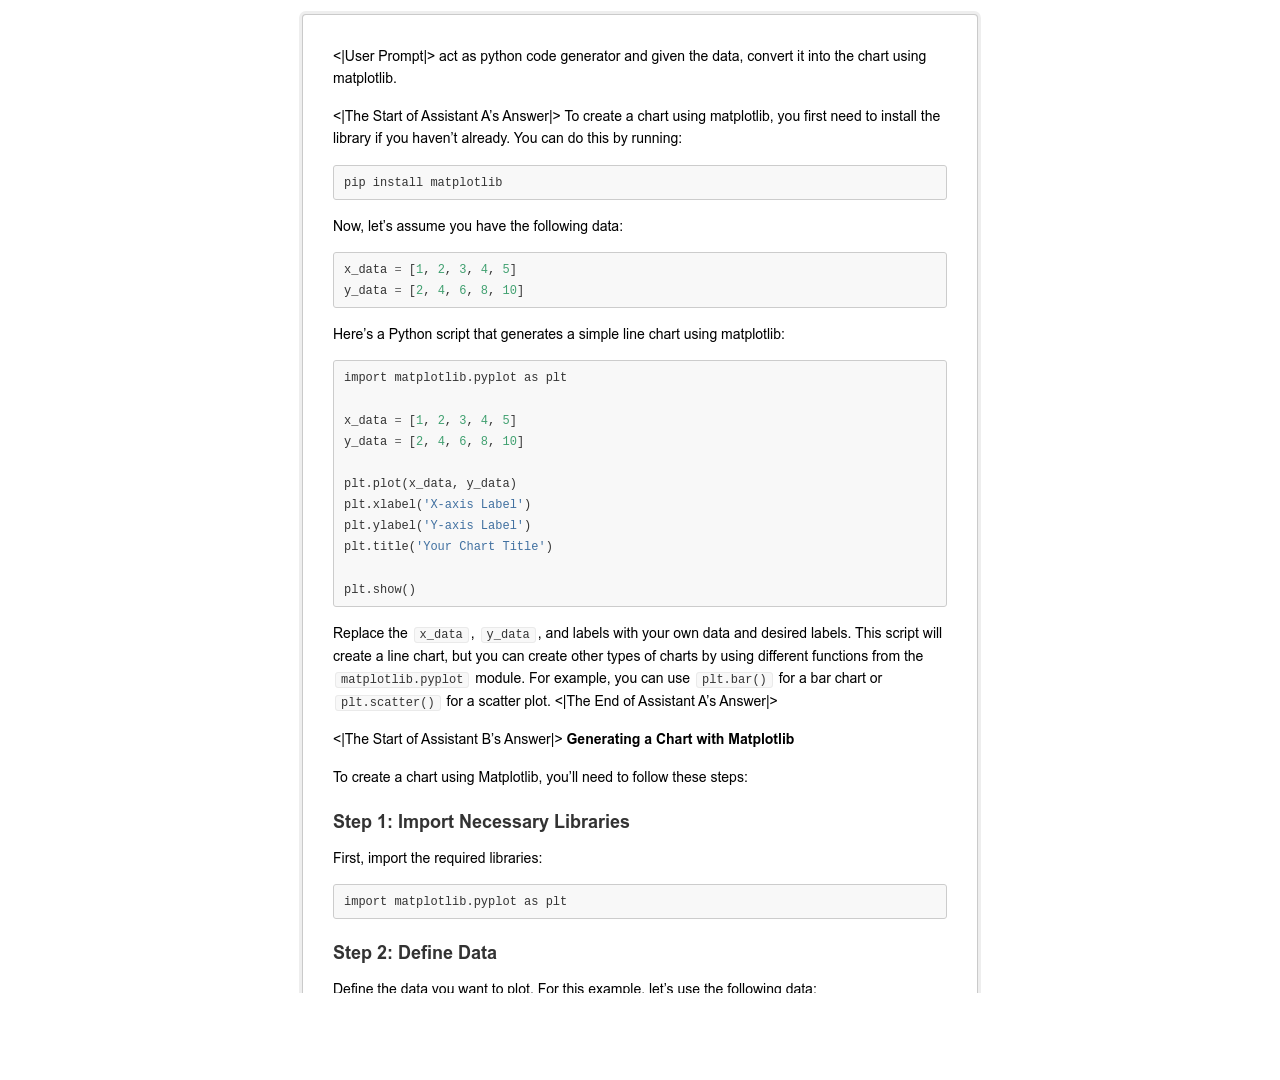 <|User Prompt|> act as python code generator and given the data, convert it into the chart using
matplotlib.
<|The Start of Assistant A’s Answer|> To create a chart using matplotlib, you first need to install the
library if you haven’t already. You can do this by running:
pip install matplotlib
Now, let’s assume you have the following data:
x_data = [1, 2, 3, 4, 5]
y_data = [2, 4, 6, 8, 10]
Here’s a Python script that generates a simple line chart using matplotlib:
import matplotlib.pyplot as plt
x_data = [1, 2, 3, 4, 5]
y_data = [2, 4, 6, 8, 10]
plt.plot(x_data, y_data)
plt.xlabel('X-axis Label')
plt.ylabel('Y-axis Label')
plt.title('Your Chart Title')
plt.show()
Replace the x_data, y_data, and labels with your own data and desired labels. This script will
create a line chart, but you can create other types of charts by using different functions from the
matplotlib.pyplot module. For example, you can use plt.bar() for a bar chart or
plt.scatter() for a scatter plot. <|The End of Assistant A’s Answer|>
<|The Start of Assistant B’s Answer|> Generating a Chart with Matplotlib
To create a chart using Matplotlib, you’ll need to follow these steps:
Step 1: Import Necessary Libraries
First, import the required libraries:
import matplotlib.pyplot as plt
Step 2: Define Data
Define the data you want to plot. For this example, let’s use the following data: